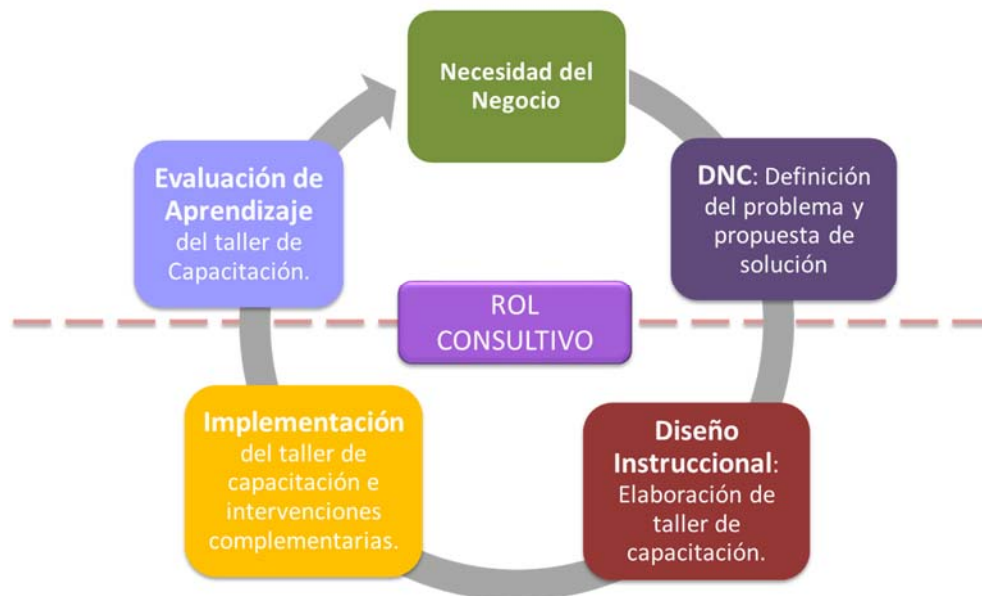 Necesidad del
Negocio
DNC: Definición
del problema y
propuesta de
solución
Diseño
Instruccional:
Elaboración de
taller de
capacitación.
Implementación
del taller de
capacitación e
intervenciones
complementarias.
Evaluación de
Aprendizaje
del taller de
Capacitación.
ROL
CONSULTIVO